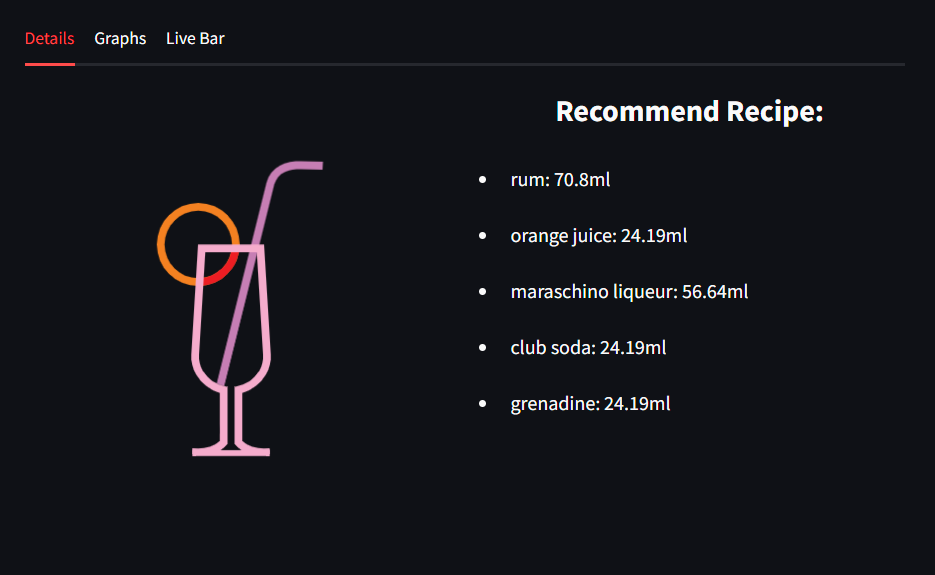 Details Graphs Live Bar
Recommend Recipe:
rum: 70.8ml
orange juice: 24.19ml
maraschino liqueur: 56.64ml
club soda: 24.19ml
grenadine: 24.19ml